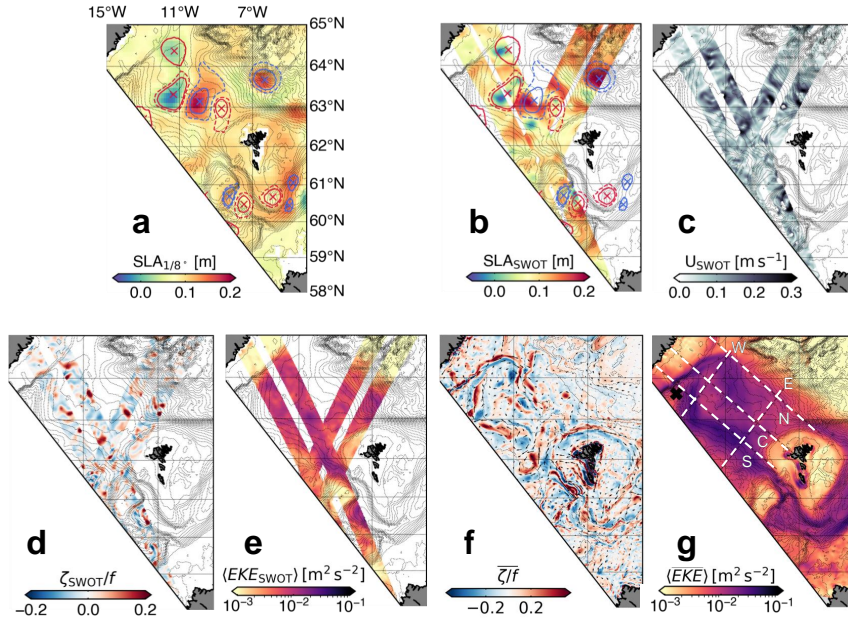 15°W 11°W 7°W
65°N
64°N
63°N
62°N
61°N
60°N
59°N
58°N
a
SLA1/8° [m]
0.0 0.1 0.2
b
SLASWOT [m]
0.0 0.1 0.2
c
USWOT [m s−1]
0.0 0.1 0.2 0.3
d
ζSWOT/f
−0.2 0.0 0.2
e
⟨EKESWOT⟩ [m2 s−2]
10−3 10−2 10−1
f
ζ/f
−0.2 0.2
g
W
E
N
C
S
⟨EKE⟩ [m2 s−2]
10−3 10−2 10−1